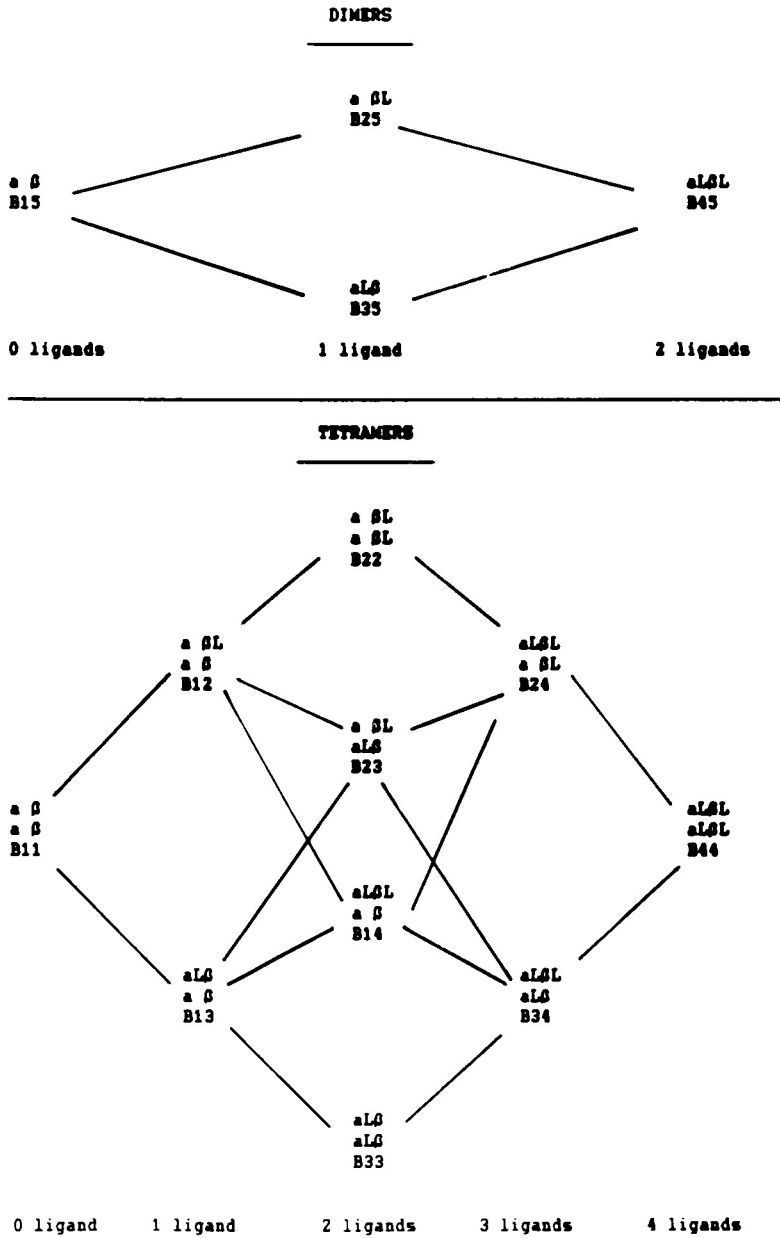 DIMERS
a βL
B25
a β
B15
aLβL
B45
aLβ
B35
0 ligands 1 ligand 2 ligands
TETRAMERS
a βL
a βL
B22
a βL
a β
B12
aLβL
a βL
B24
a βL
aLβ
B23
a β
a β
B11
aLβL
aLβL
B44
aLβL
a β
B14
aLβ
a β
B13
aLβL
aLβ
B34
aLβ
aLβ
B33
0 ligand 1 ligand 2 ligands 3 ligands 4 ligands